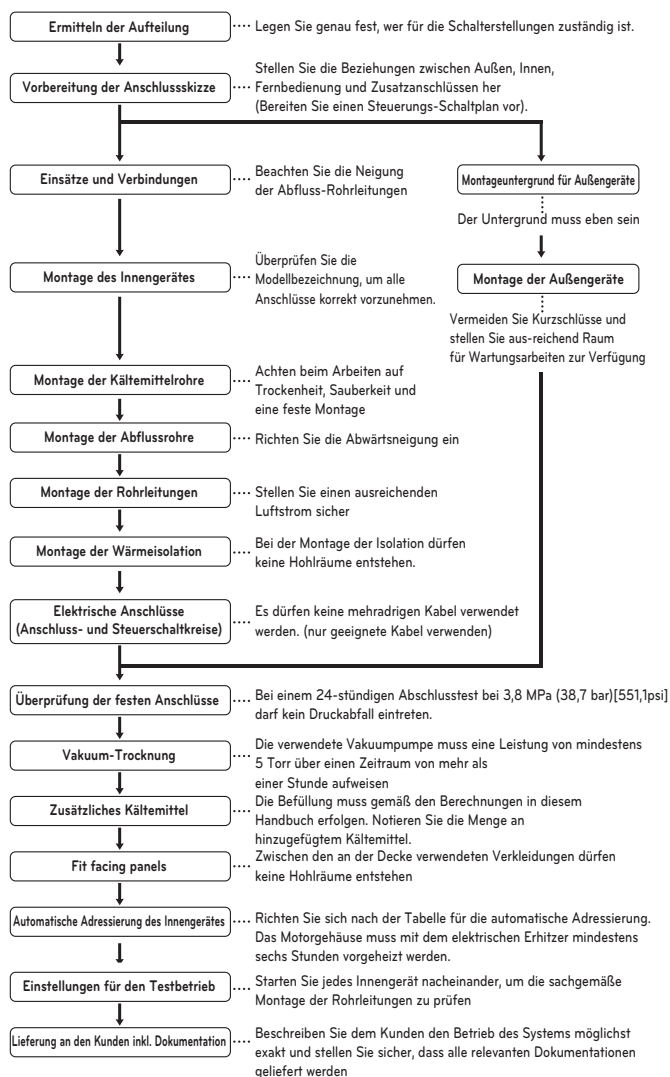 Ermitteln der Aufteilung
Legen Sie genau fest, wer für die Schalterstellungen zuständig ist.
Vorbereitung der Anschlussskizze
Stellen Sie die Beziehungen zwischen Außen, Innen,
Fernbedienung und Zusatzanschlüssen her
(Bereiten Sie einen Steuerungs-Schaltplan vor).
Einsätze und Verbindungen
Beachten Sie die Neigung
der Abfluss-Rohrleitungen
Montageuntergrund für Außengeräte
Der Untergrund muss eben sein
Montage des Innengerätes
Überprüfen Sie die
Modellbezeichnung, um alle
Anschlüsse korrekt vorzunehmen.
Montage der Außengeräte
Vermeiden Sie Kurzschlüsse und
stellen Sie aus-reichend Raum
für Wartungsarbeiten zur Verfügung
Montage der Kältemittelrohre
Achten beim Arbeiten auf
Trockenheit, Sauberkeit und
eine feste Montage
Montage der Abflussrohre
Richten Sie die Abwärtsneigung ein
Montage der Rohrleitungen
Stellen Sie einen ausreichenden
Luftstrom sicher
Montage der Wärmeisolation
Bei der Montage der Isolation dürfen
keine Hohlräume entstehen.
Elektrische Anschlüsse
(Anschluss- und Steuerschaltkreise)
Es dürfen keine mehradrigen Kabel verwendet
werden. (nur geeignete Kabel verwenden)
Überprüfung der festen Anschlüsse
Bei einem 24-stündigen Abschlusstest bei 3,8 MPa (38,7 bar)[551,1psi]
darf kein Druckabfall eintreten.
Vakuum-Trocknung
Die verwendete Vakuumpumpe muss eine Leistung von mindestens
5 Torr über einen Zeitraum von mehr als
einer Stunde aufweisen
Zusätzliches Kältemittel
Die Befüllung muss gemäß den Berechnungen in diesem
Handbuch erfolgen. Notieren Sie die Menge an
hinzugefügtem Kältemittel.
Fit facing panels
Zwischen den an der Decke verwendeten Verkleidungen dürfen
keine Hohlräume entstehen
Automatische Adressierung des Innengerätes
Richten Sie sich nach der Tabelle für die automatische Adressierung.
Das Motorgehäuse muss mit dem elektrischen Erhitzer mindestens
sechs Stunden vorgeheizt werden.
Einstellungen für den Testbetrieb
Starten Sie jedes Innengerät nacheinander, um die sachgemäße
Montage der Rohrleitungen zu prüfen
Lieferung an den Kunden inkl. Dokumentation
Beschreiben Sie dem Kunden den Betrieb des Systems möglichst
exakt und stellen Sie sicher, dass alle relevanten Dokumentationen
geliefert werden